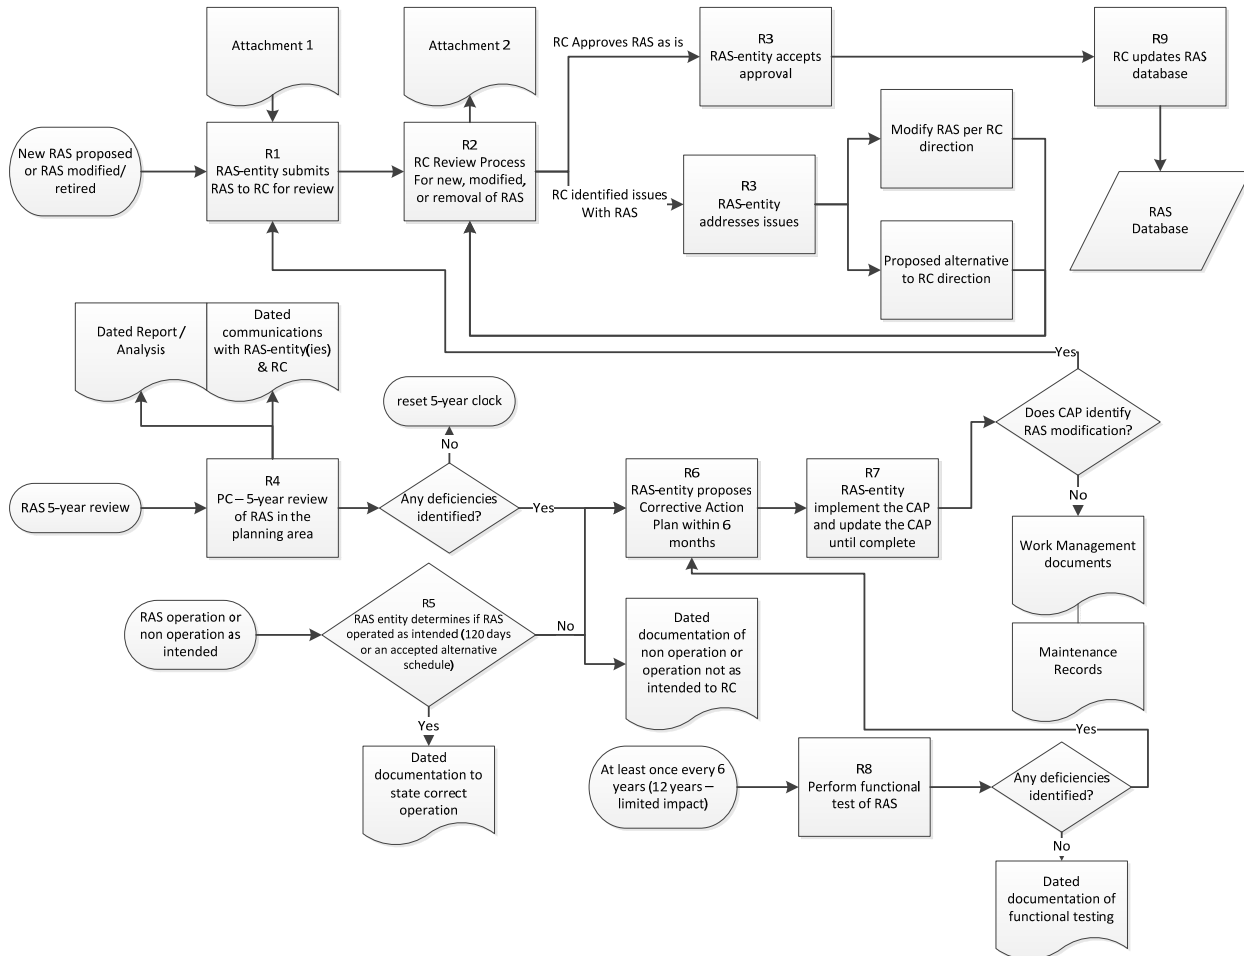 Attachment 1
Attachment 2
RC Approves RAS as is
R3
RAS-entity accepts
approval
R9
RC updates RAS
database
New RAS proposed
or RAS modified/
retired
R1
RAS-entity submits
RAS to RC for review
R2
RC Review Process
For new, modified,
or removal of RAS
RC identified issues
With RAS
R3
RAS-entity
addresses issues
Modify RAS per RC
direction
Proposed alternative
to RC direction
RAS
Database
Dated Report /
Analysis
Dated
communications
with RAS-entity(ies)
& RC
Yes
reset 5-year clock
No
Does CAP identify
RAS modification?
RAS 5-year review
R4
PC – 5-year review
of RAS in the
planning area
Any deficiencies
identified?
Yes
R6
RAS-entity proposes
Corrective Action
Plan within 6
months
R7
RAS-entity
implement the CAP
and update the CAP
until complete
No
Work Management
documents
RAS operation or
non operation as
intended
R5
RAS entity determines if RAS
operated as intended (120 days
or an accepted alternative
schedule)
No
Dated
documentation of
non operation or
operation not as
intended to RC
Maintenance
Records
Yes
Dated
documentation to
state correct
operation
Yes
At least once every 6
years (12 years –
limited impact)
R8
Perform functional
test of RAS
Any deficiencies
identified?
No
Dated
documentation of
functional testing